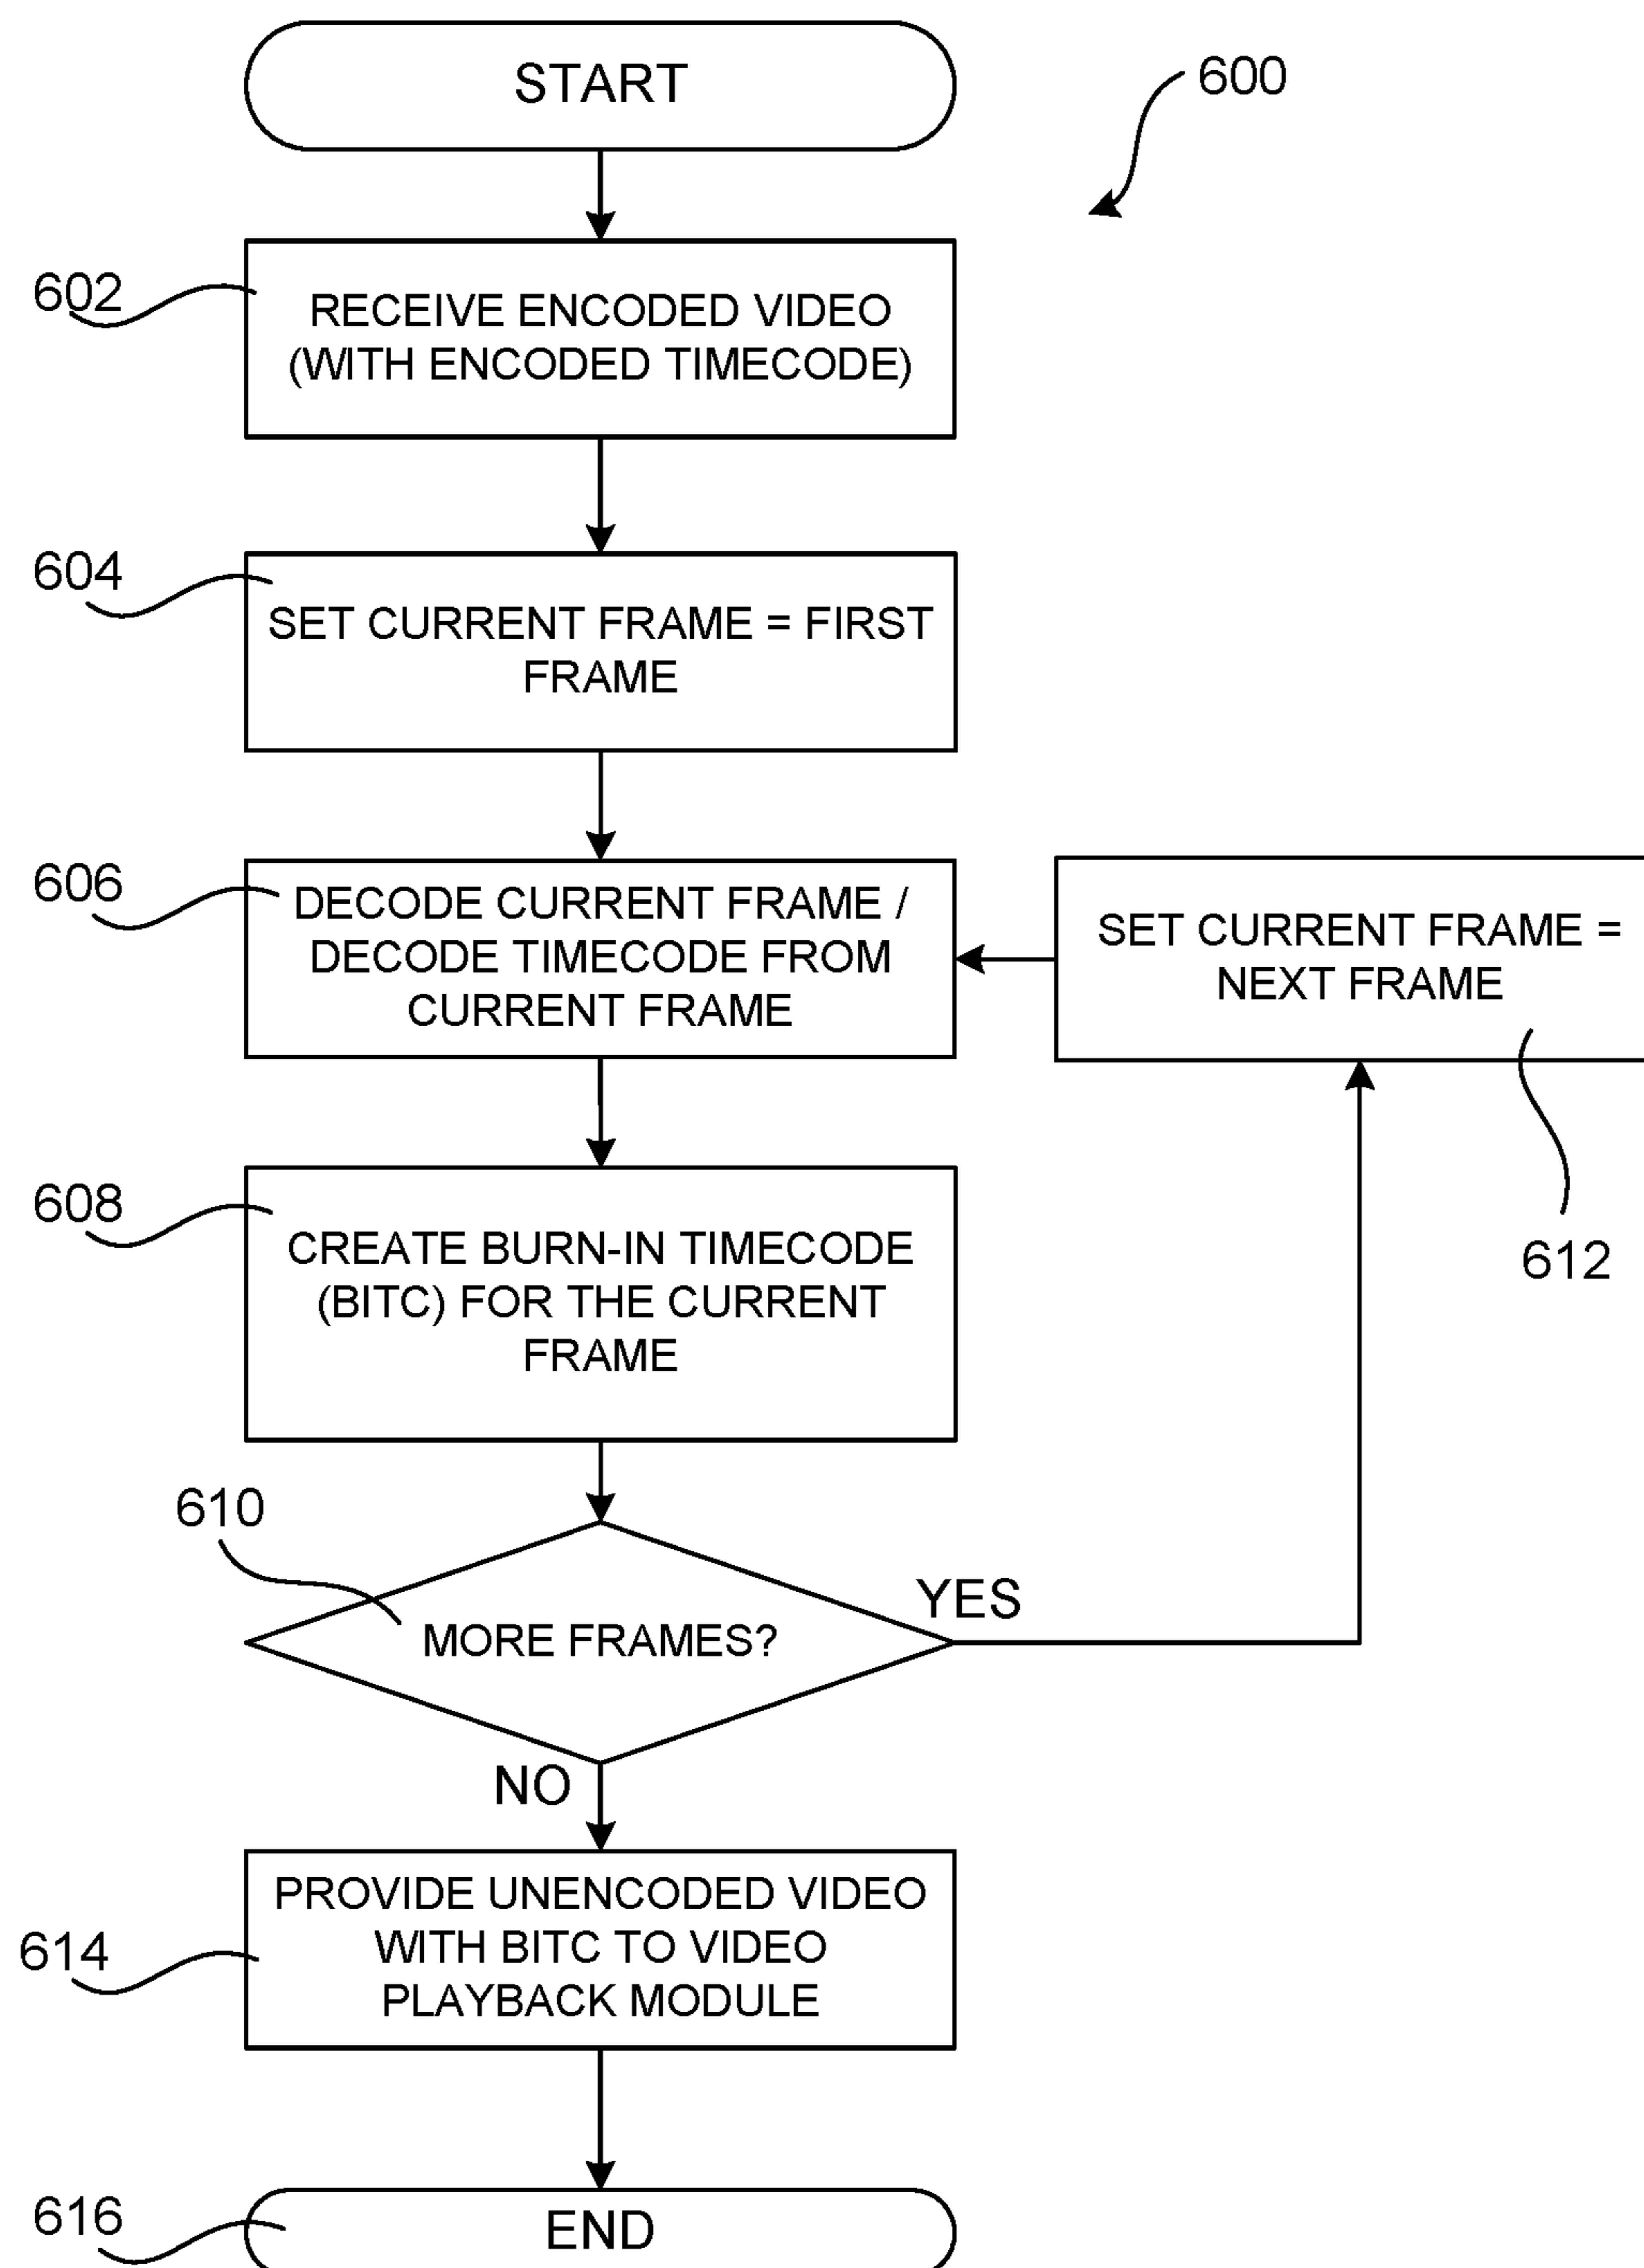 START
600
602
RECEIVE ENCODED VIDEO
(WITH ENCODED TIMECODE)
604
SET CURRENT FRAME = FIRST
FRAME
606
DECODE CURRENT FRAME /
DECODE TIMECODE FROM
CURRENT FRAME
SET CURRENT FRAME =
NEXT FRAME
612
608
CREATE BURN-IN TIMECODE
(BITC) FOR THE CURRENT
FRAME
610
MORE FRAMES?
YES
NO
614
PROVIDE UNENCODED VIDEO
WITH BITC TO VIDEO
PLAYBACK MODULE
616
END